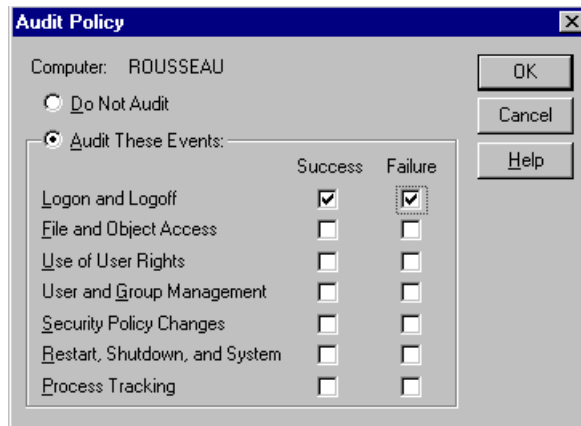 Audit Policy
Computer: ROUSSEAU
Do Not Audit
Audit These Events:
Success Failure
Logon and Logoff
File and Object Access
Use of User Rights
User and Group Management
Security Policy Changes
Restart, Shutdown, and System
Process Tracking
OK
Cancel
Help